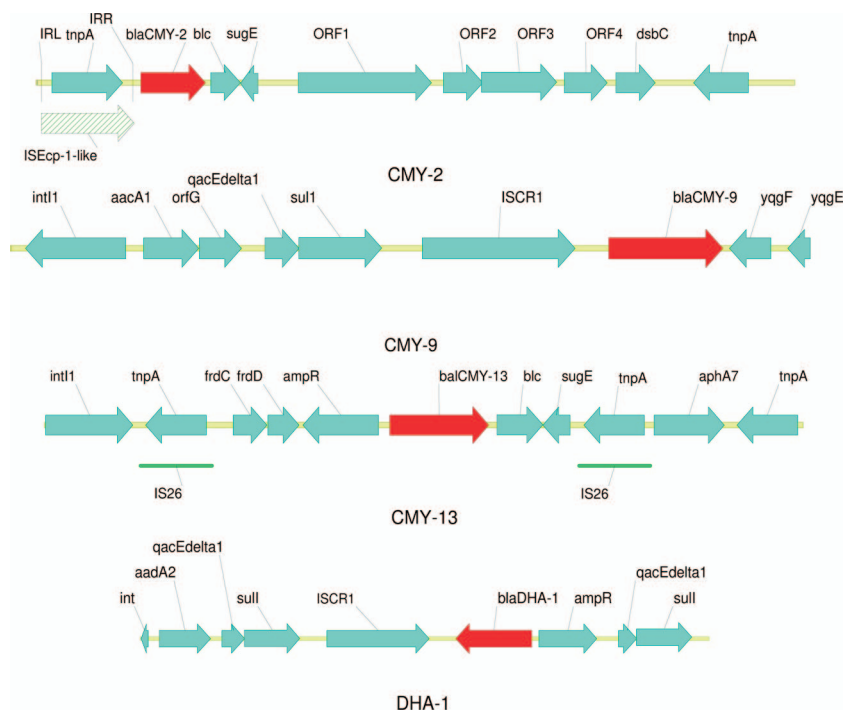 IRR
IRL tnpA blaCMY-2 blc sugE ORF1 ORF2 ORF3 ORF4 dsbC tnpA
ISEcp-1-like
CMY-2
qacEdelta1
intI1 aacA1 orfG sul1 ISCR1 blaCMY-9 yqgF yqgE
CMY-9
intI1 tnpA frdC frdD ampR balCMY-13 blc sugE tnpA aphA7 tnpA
IS26 IS26
CMY-13
qacEdelta1
aadA2 qacEdelta1
int sulI ISCR1 blaDHA-1 ampR sulI
DHA-1